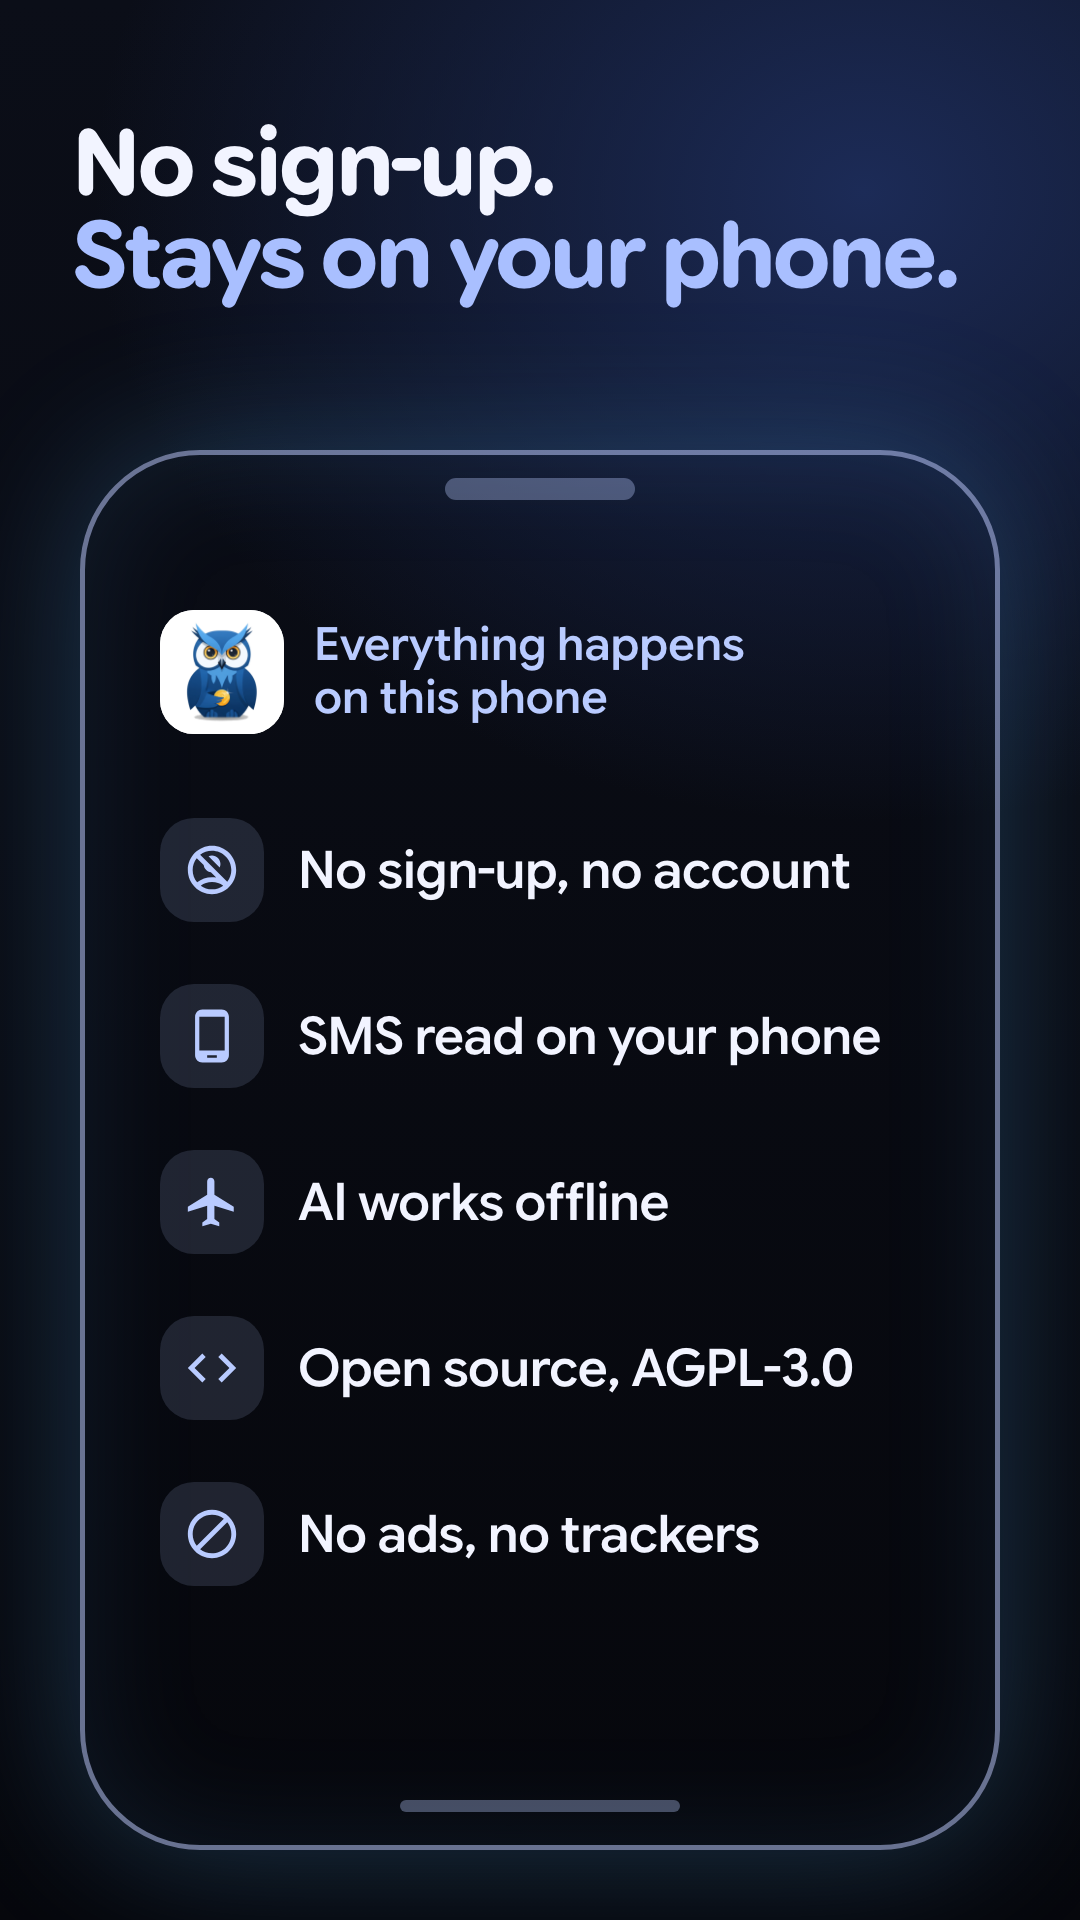 No sign-up.
Stays on your phone.
Everything happens
on this phone
No sign-up, no account
SMS read on your phone
AI works offline
Open source, AGPL-3.0
No ads, no trackers